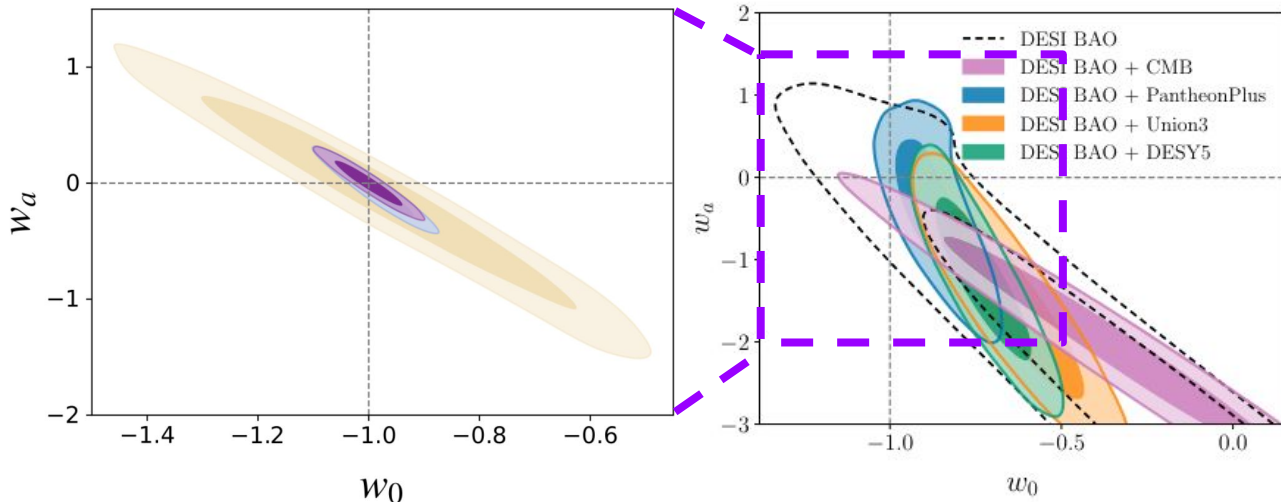 1
0
−1
−2
w_a
−1.4
−1.2
−1.0
−0.8
−0.6
w_0
2
1
0
−1
−2
−3
w_a
DESI BAO
DESI BAO + CMB
DESI BAO + PantheonPlus
DESI BAO + Union3
DESI BAO + DESY5
−1.0
−0.5
0.0
w_0